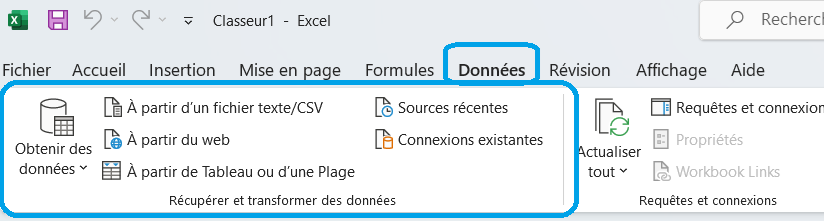 Classeur1 - Excel
Recherch
Fichier Accueil Insertion Mise en page Formules Données Révision Affichage Aide
Obtenir des données
À partir d'un fichier texte/CSV
À partir du web
À partir de Tableau ou d'une Plage
Sources récentes
Connexions existantes
Récupérer et transformer des données
Actualiser tout
Requêtes et connexion
Propriétés
Workbook Links
Requêtes et connexions